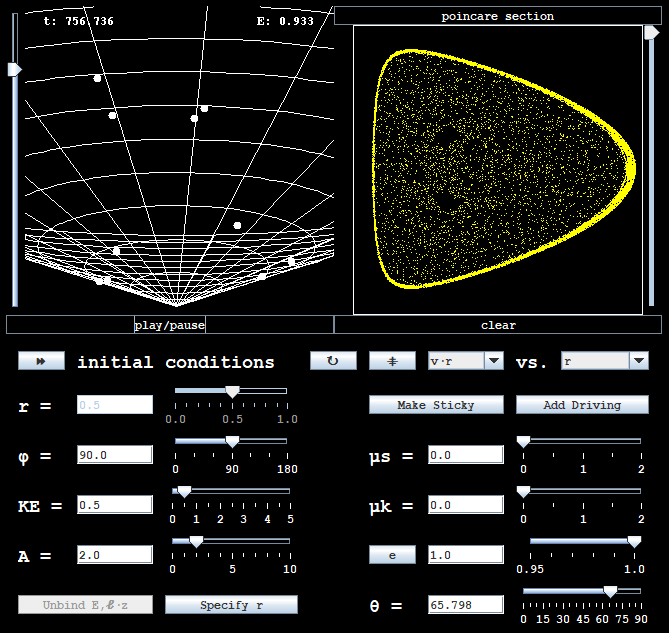 t: 756.736 E: 0.933
poincare section
play/pause
clear
initial conditions
v·r vs. r
r = 0.5
0.0 0.5 1.0
Make Sticky Add Driving
φ = 90.0
0 90 180
μs = 0.0
0 1 2
KE = 0.5
0 1 2 3 4 5
μk = 0.0
0 1 2
A = 2.0
0 5 10
e 1.0
0.95 1.0
Unbind E,ℓ·z Specify r
θ = 65.798
0 15 30 45 60 75 90